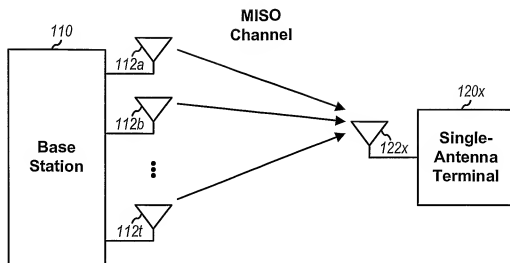 MISO
Channel
110
112a
112b
112t
Base
Station
120x
122x
Single-
Antenna
Terminal